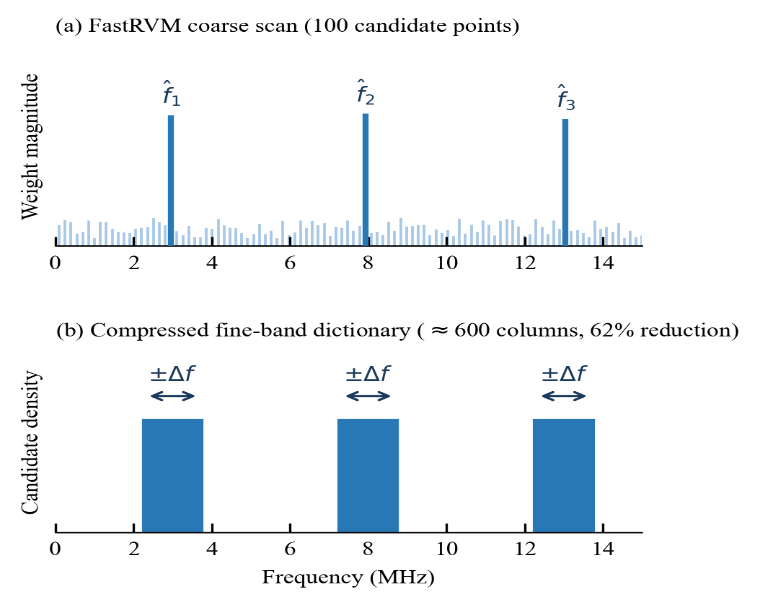 (a) FastRVM coarse scan (100 candidate points)
Weight magnitude
f̂₁ f̂₂ f̂₃
0 2 4 6 8 10 12 14
(b) Compressed fine-band dictionary ( ≈ 600 columns, 62% reduction)
Candidate density
±Δf ±Δf ±Δf
0 2 4 6 8 10 12 14
Frequency (MHz)